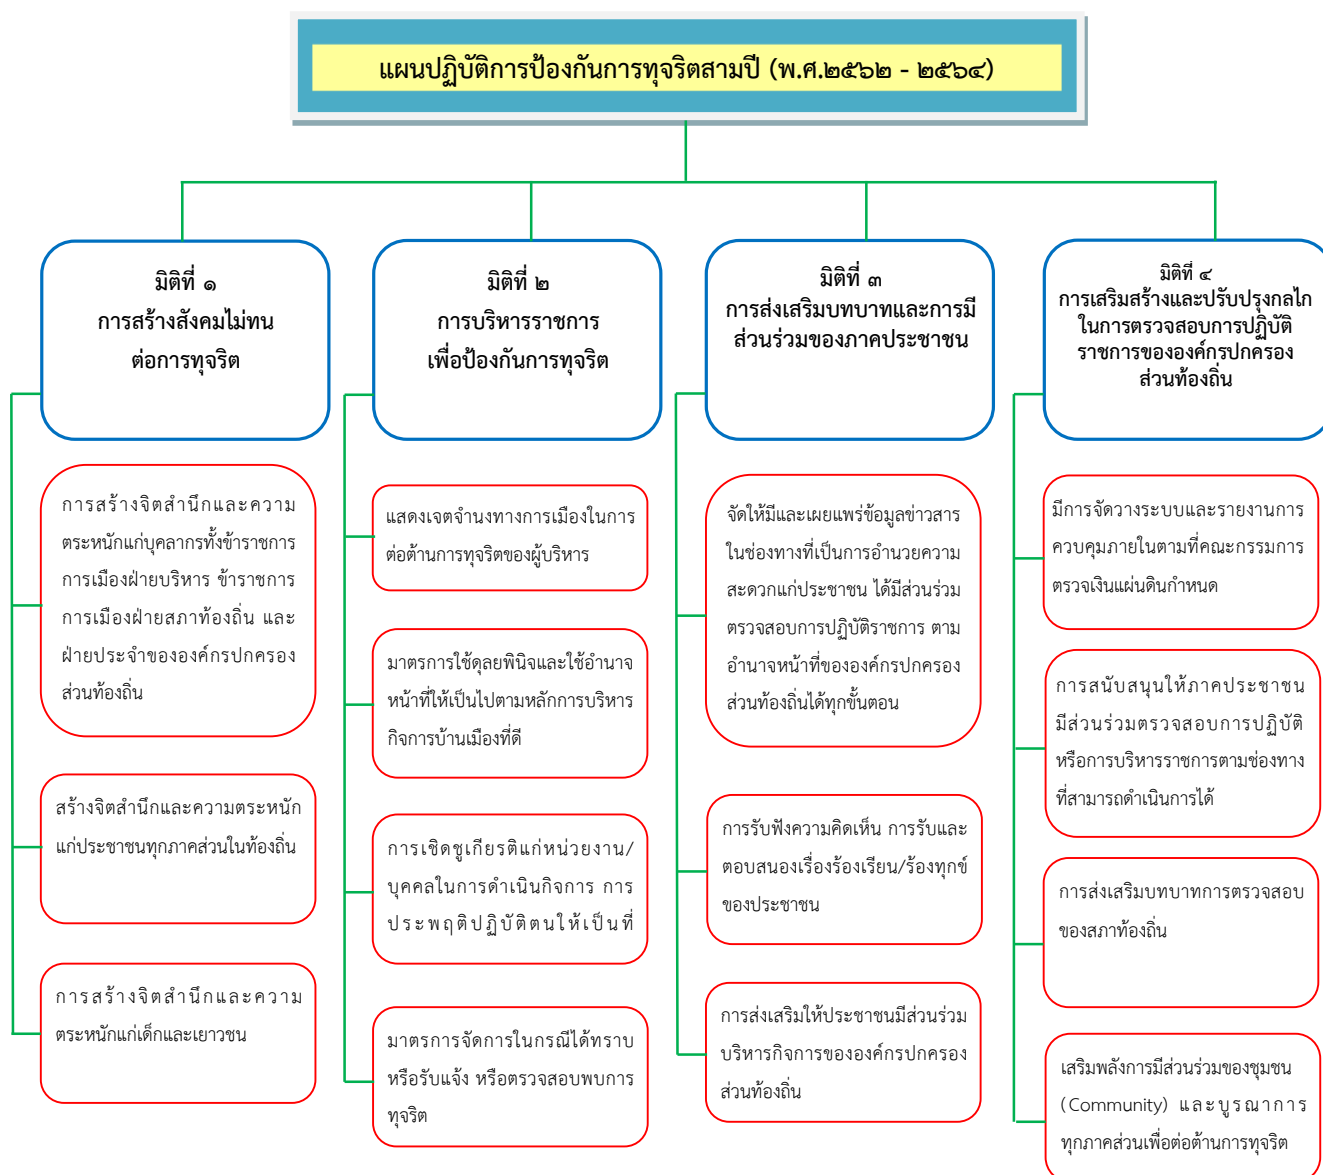 แผนปฏิบัติการป้องกันการทุจริตสามปี (พ.ศ.๒๕๖๒ - ๒๕๖๔)
มิติที่ ๑
การสร้างสังคมไม่ทน
ต่อการทุจริต
การสร้างจิตสำนึกและความ
ตระหนักแก่บุคลากรทั้งข้าราชการ
การเมืองฝ่ายบริหาร ข้าราชการ
การเมืองฝ่ายสภาท้องถิ่น และ
ฝ่ายประจำขององค์กรปกครอง
ส่วนท้องถิ่น
สร้างจิตสำนึกและความตระหนัก
แก่ประชาชนทุกภาคส่วนในท้องถิ่น
การสร้างจิตสำนึกและความ
ตระหนักแก่เด็กและเยาวชน
มิติที่ ๒
การบริหารราชการ
เพื่อป้องกันการทุจริต
แสดงเจตจำนงทางการเมืองในการ
ต่อต้านการทุจริตของผู้บริหาร
มาตรการใช้ดุลยพินิจและใช้อำนาจ
หน้าที่ให้เป็นไปตามหลักการบริหาร
กิจการบ้านเมืองที่ดี
การเชิดชูเกียรติแก่หน่วยงาน/
บุคคลในการดำเนินกิจการ การ
ประพฤติปฏิบัติตนให้เป็นที่
มาตรการจัดการในกรณีได้ทราบ
หรือรับแจ้ง หรือตรวจสอบพบการ
ทุจริต
มิติที่ ๓
การส่งเสริมบทบาทและการมี
ส่วนร่วมของภาคประชาชน
จัดให้มีและเผยแพร่ข้อมูลข่าวสาร
ในช่องทางที่เป็นการอำนวยความ
สะดวกแก่ประชาชน ได้มีส่วนร่วม
ตรวจสอบการปฏิบัติราชการ ตาม
อำนาจหน้าที่ขององค์กรปกครอง
ส่วนท้องถิ่นได้ทุกขั้นตอน
การรับฟังความคิดเห็น การรับและ
ตอบสนองเรื่องร้องเรียน/ร้องทุกข์
ของประชาชน
การส่งเสริมให้ประชาชนมีส่วนร่วม
บริหารกิจการขององค์กรปกครอง
ส่วนท้องถิ่น
มิติที่ ๔
การเสริมสร้างและปรับปรุงกลไก
ในการตรวจสอบการปฏิบัติ
ราชการขององค์กรปกครอง
ส่วนท้องถิ่น
มีการจัดวางระบบและรายงานการ
ควบคุมภายในตามที่คณะกรรมการ
ตรวจเงินแผ่นดินกำหนด
การสนับสนุนให้ภาคประชาชน
มีส่วนร่วมตรวจสอบการปฏิบัติ
หรือการบริหารราชการตามช่องทาง
ที่สามารถดำเนินการได้
การส่งเสริมบทบาทการตรวจสอบ
ของสภาท้องถิ่น
เสริมพลังการมีส่วนร่วมของชุมชน
(Community) และบูรณาการ
ทุกภาคส่วนเพื่อต่อต้านการทุจริต